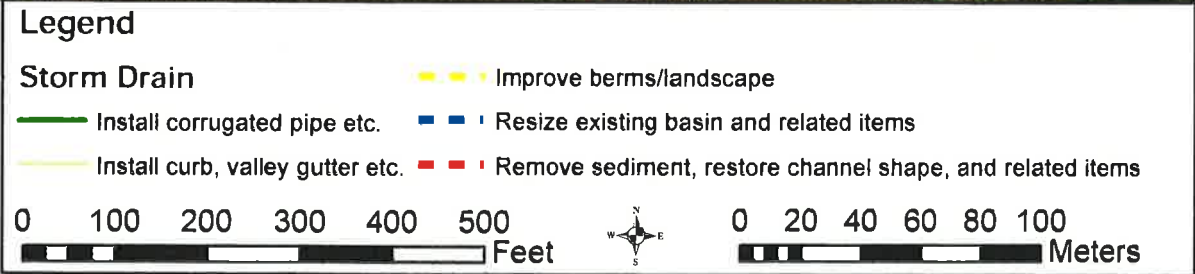 Legend
Storm Drain
Improve berms/landscape
Install corrugated pipe etc.
Resize existing basin and related items
Install curb, valley gutter etc.
Remove sediment, restore channel shape, and related items
0 100 200 300 400 500
Feet
N
W E
S
0 20 40 60 80 100
Meters